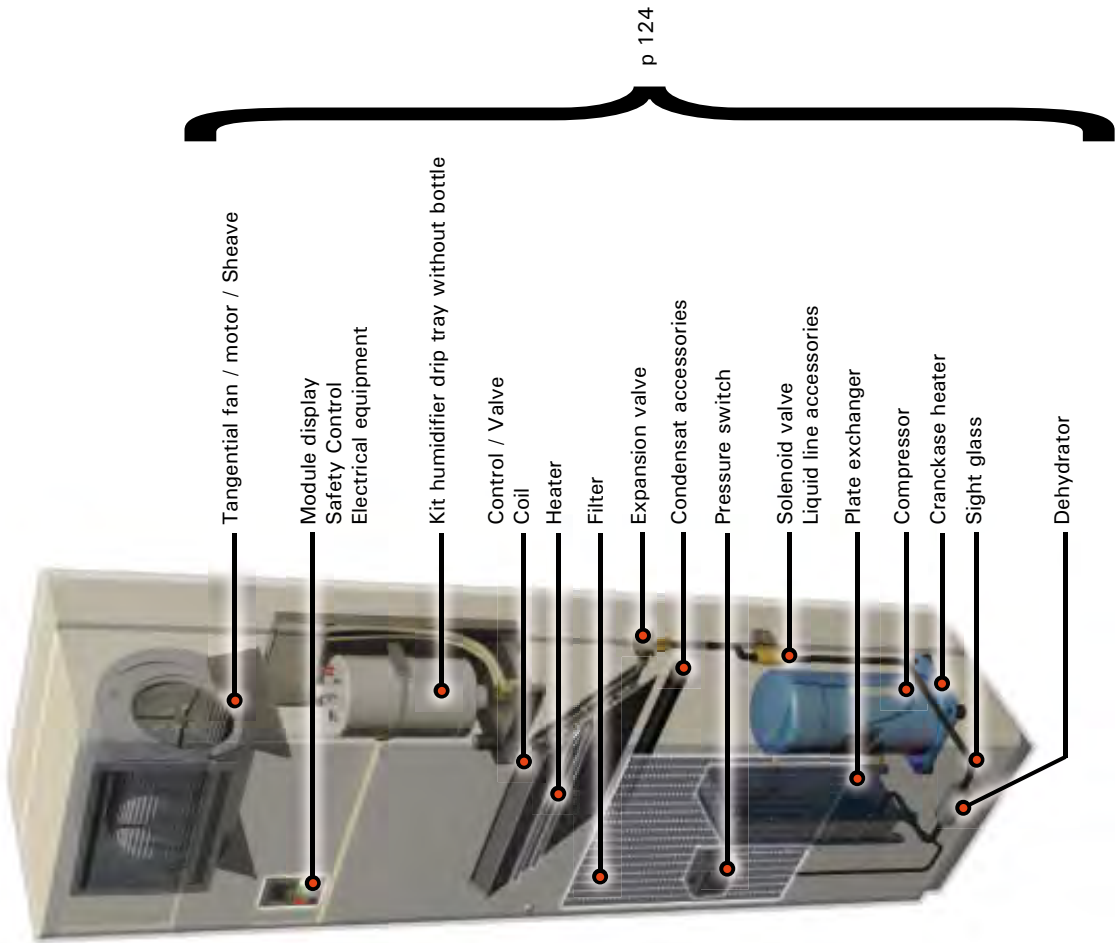 p 124
Tangential fan / motor / Sheave
Module display
Safety Control
Electrical equipment
Kit humidifier drip tray without bottle
Control / Valve
Coil
Heater
Filter
Expansion valve
Condensat accessories
Pressure switch
Solenoid valve
Liquid line accessories
Plate exchanger
Compressor
Cranckase heater
Sight glass
Dehydrator